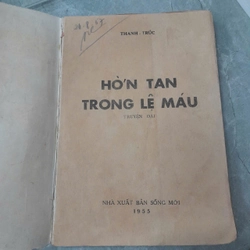 THANH-TRÚC
HỜN TAN
TRONG LỆ MÁU
NHÀ XUẤT BẢN SỐNG MỚI
1953